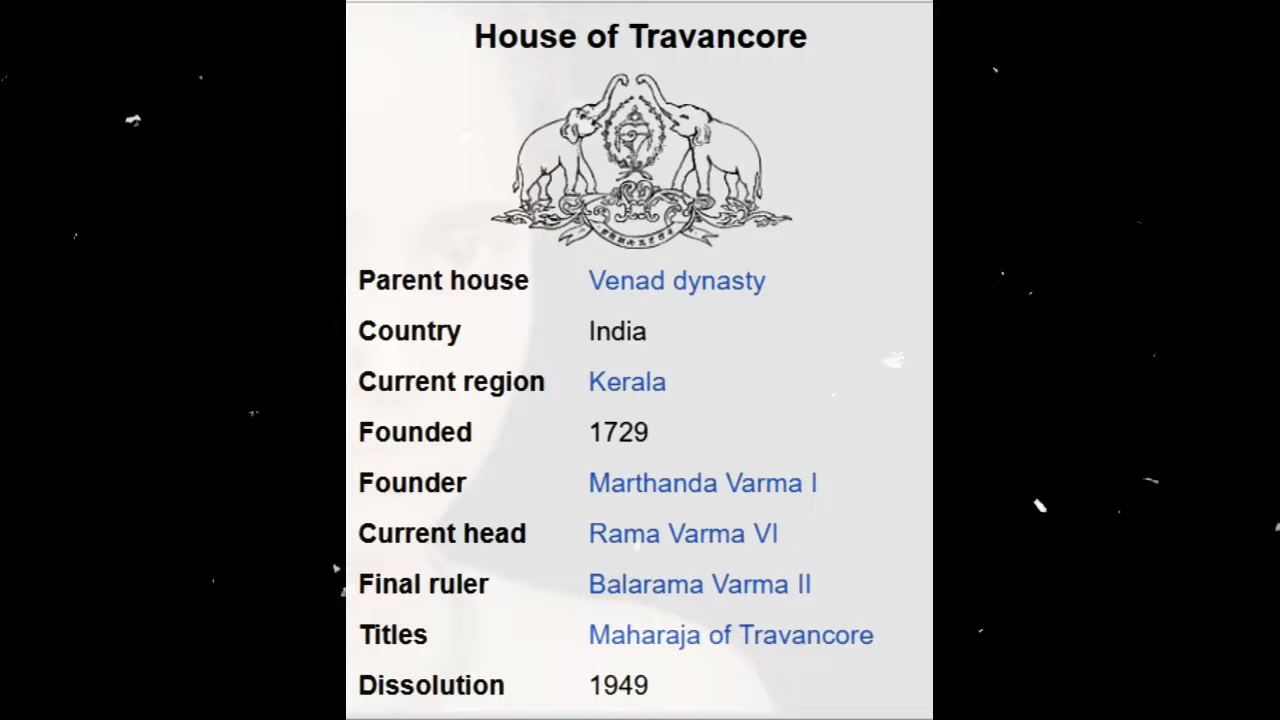 House of Travancore
Parent house Venad dynasty
Country India
Current region Kerala
Founded 1729
Founder Marthanda Varma I
Current head Rama Varma VI
Final ruler Balarama Varma II
Titles Maharaja of Travancore
Dissolution 1949